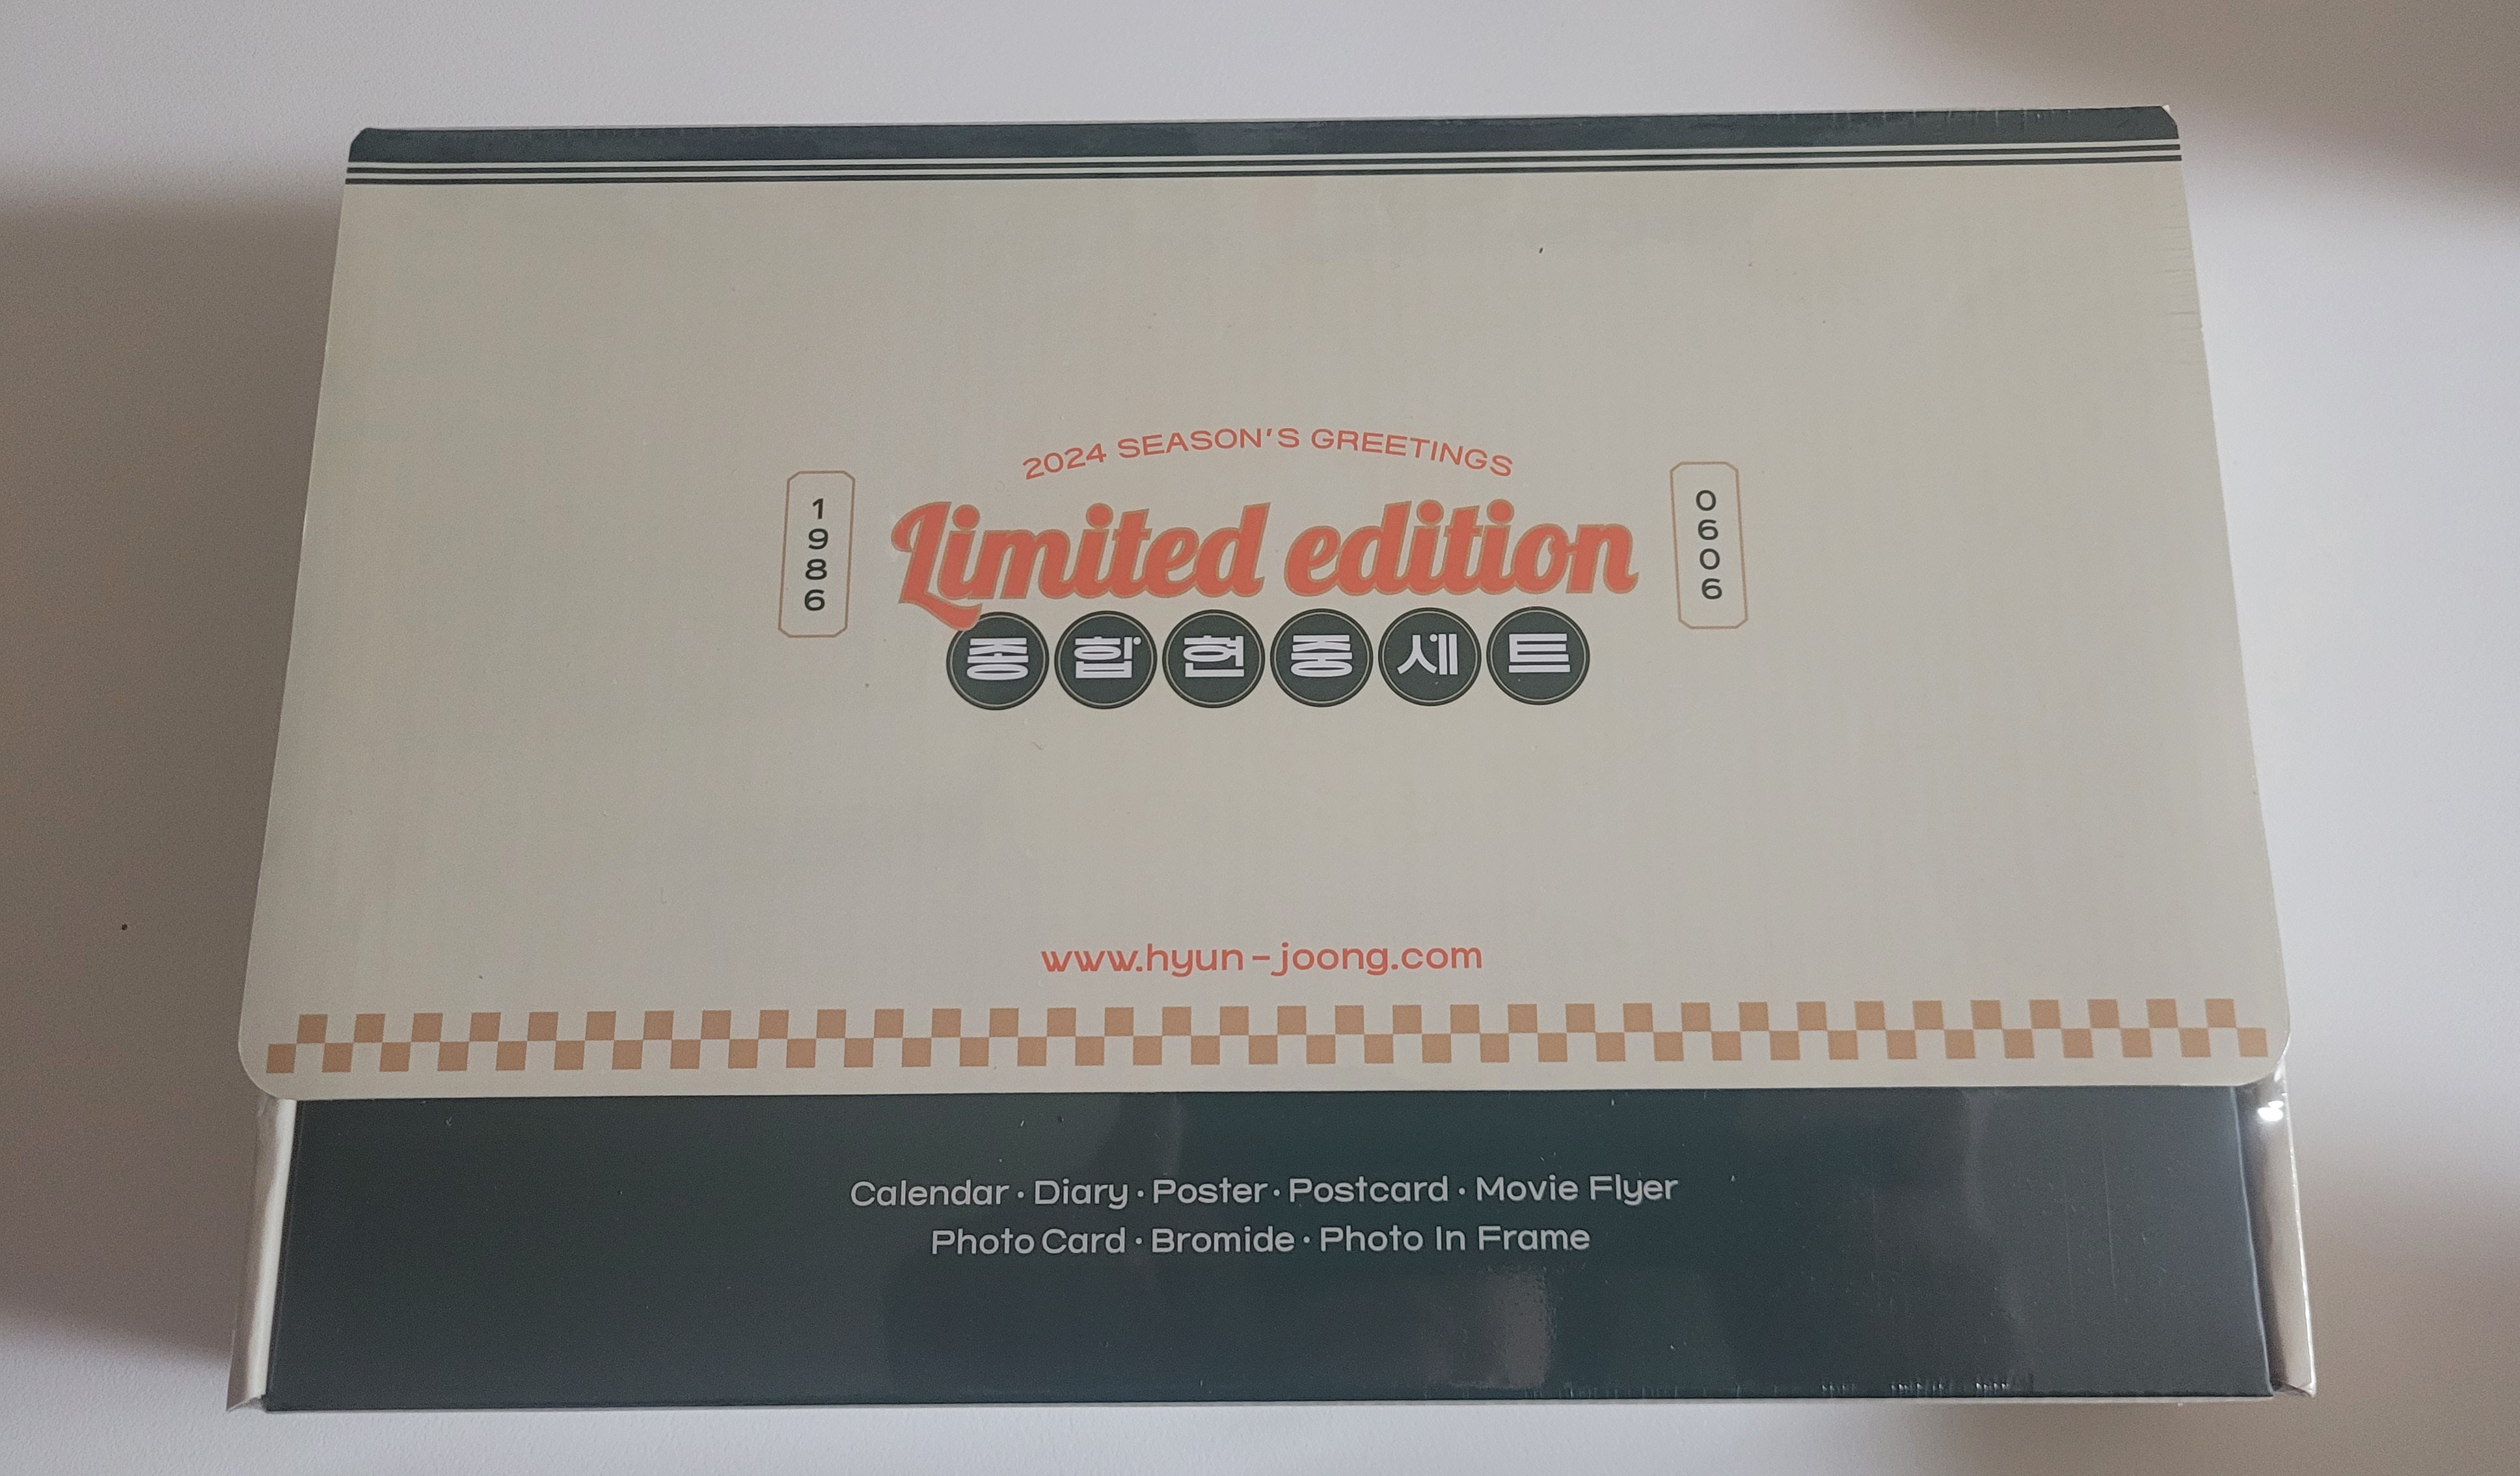 2024 SEASON'S GREETINGS
1986
Limited edition
0606
종합현중세트
www.hyun-joong.com
Calendar · Diary · Poster · Postcard · Movie Flyer
Photo Card · Bromide · Photo In Frame